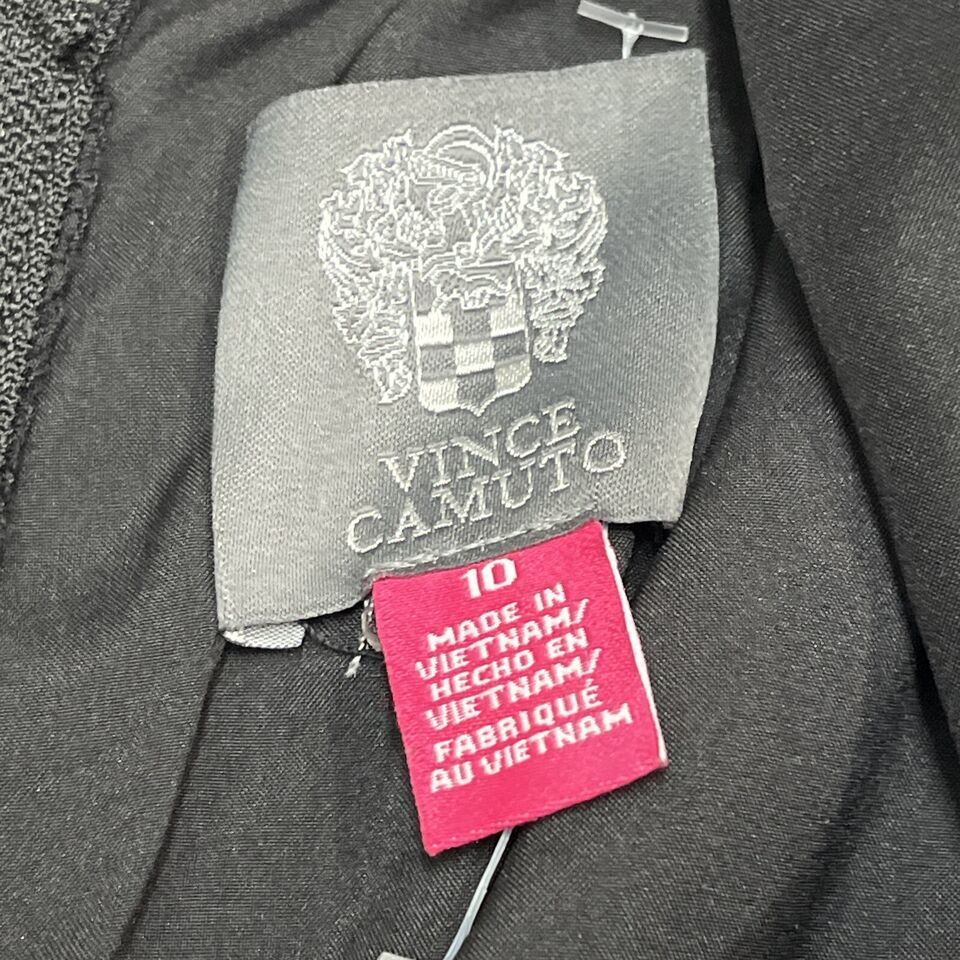 VINCE
CAMUTO
10
MADE IN
VIETNAM/
HECHO EN
VIETNAM/
FABRIQUÉ
AU VIETNAM